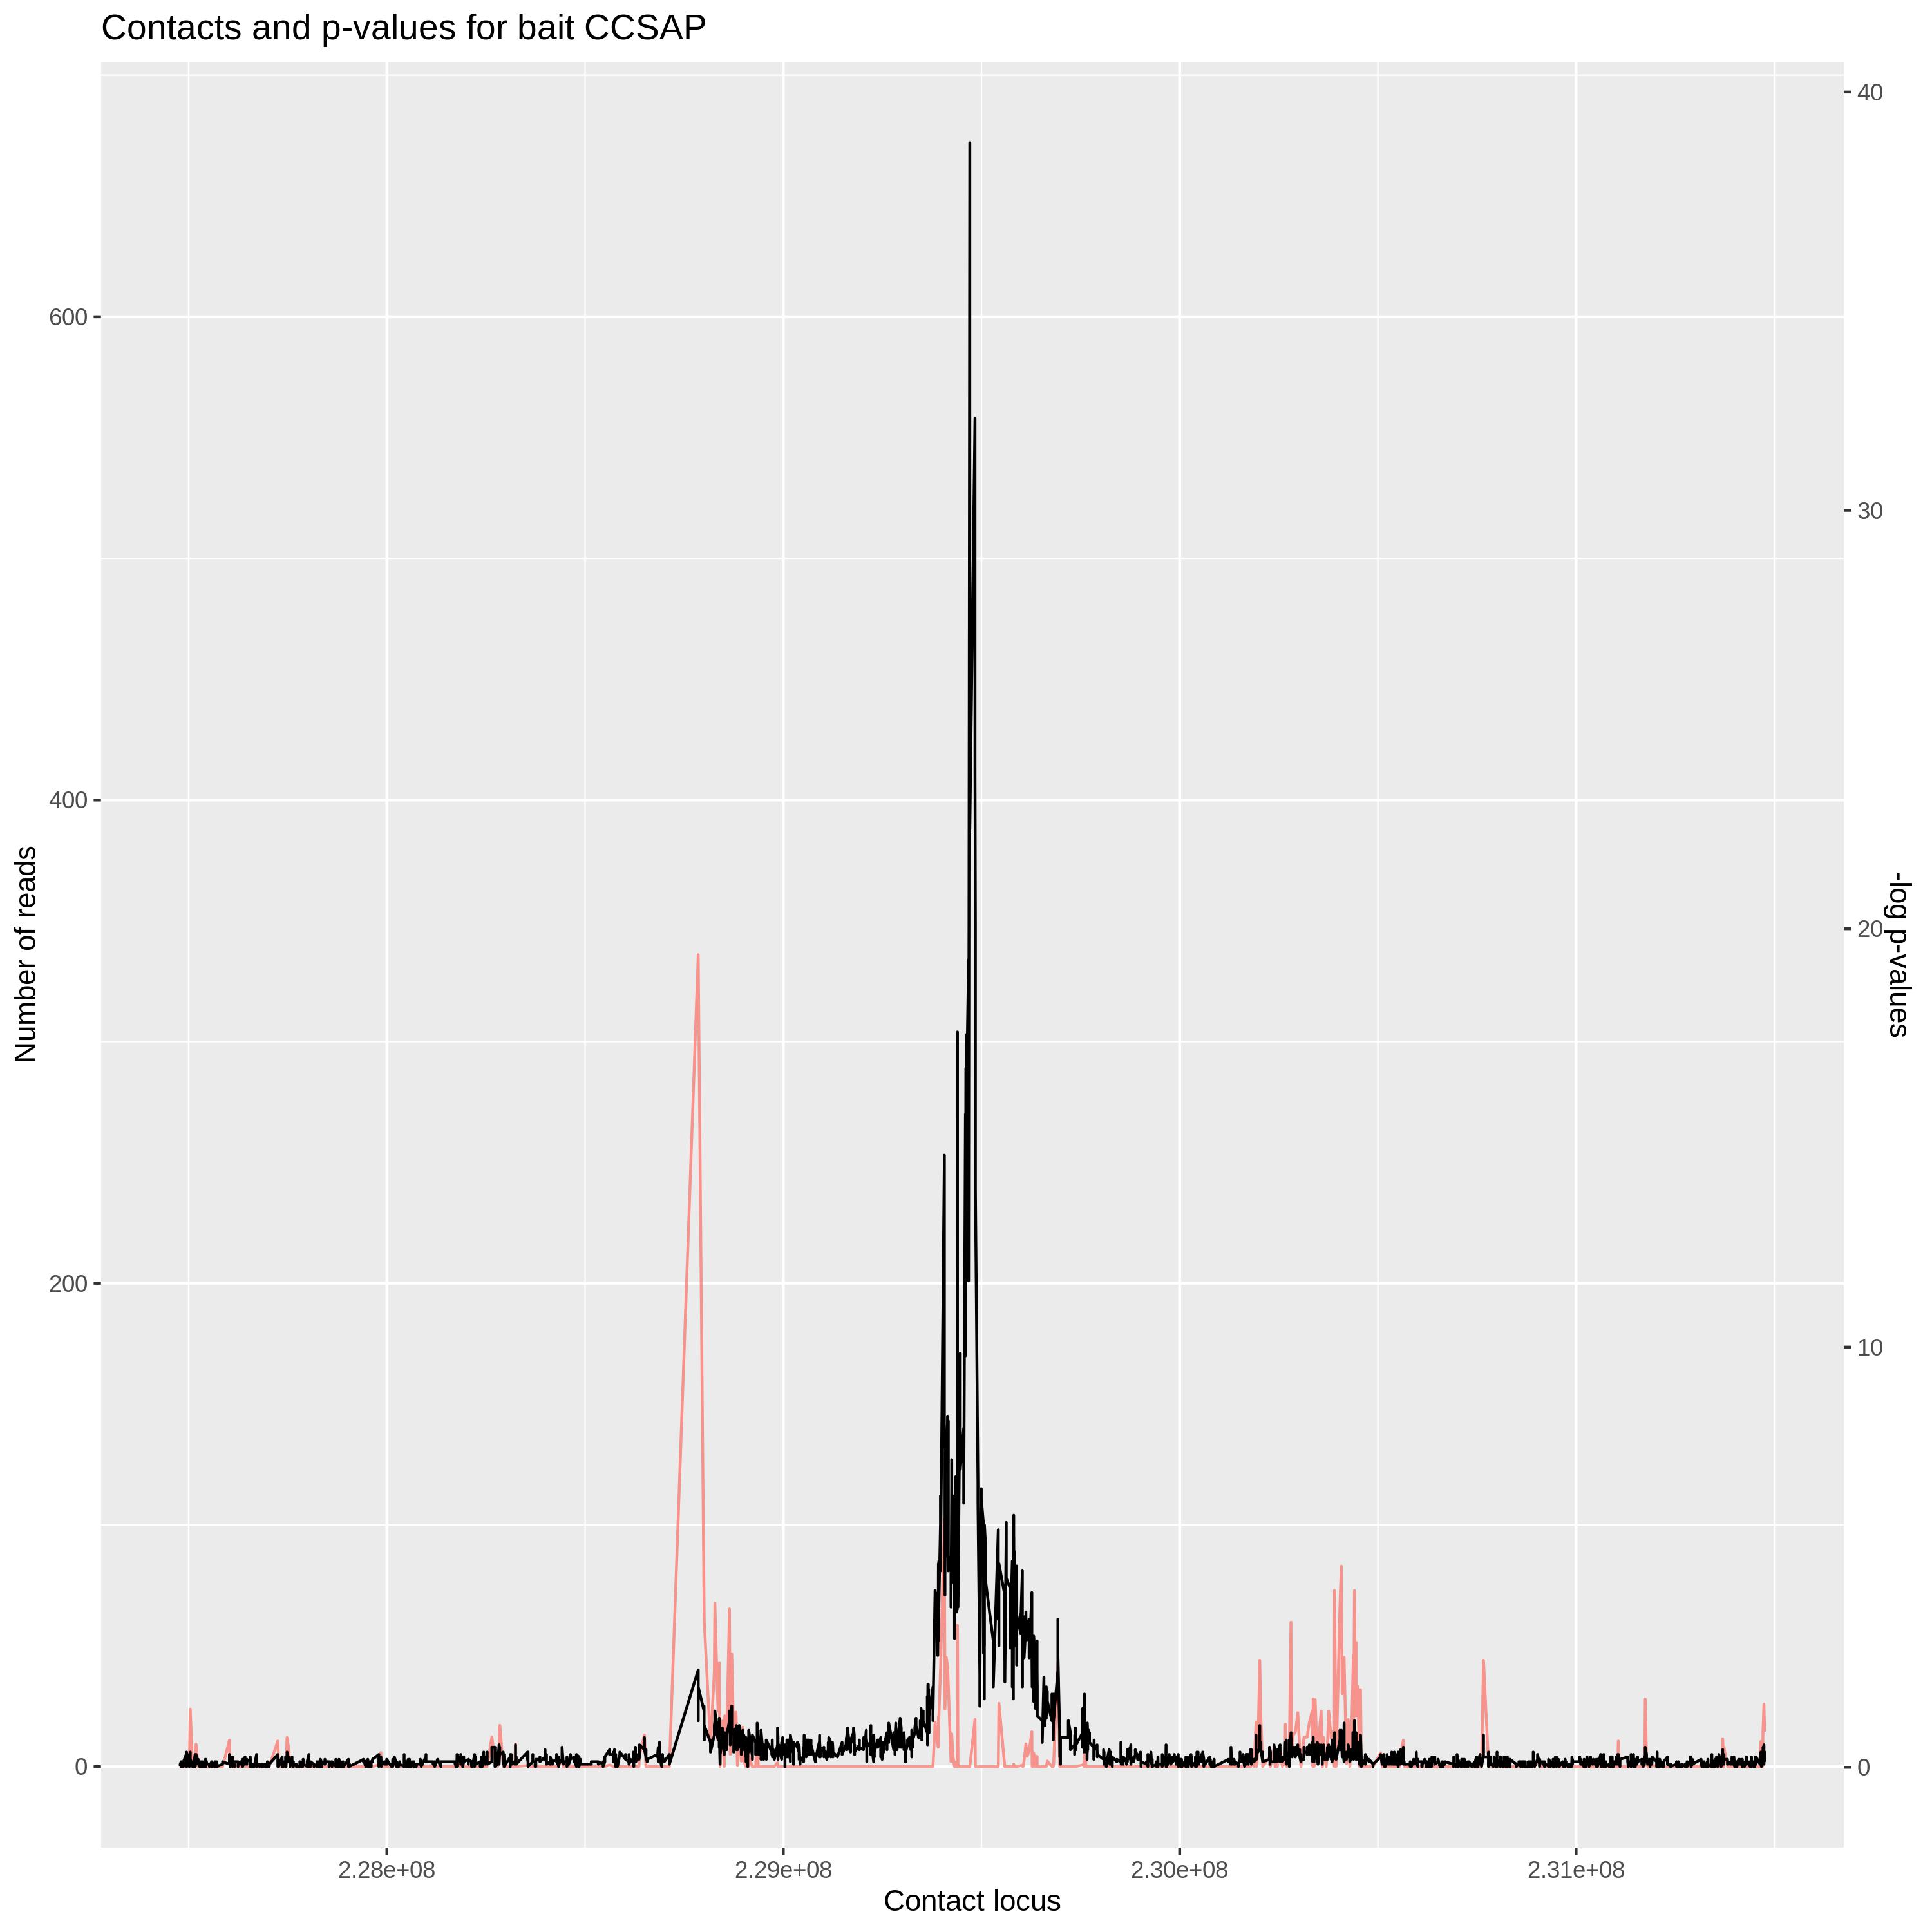 Contacts and p-values for bait CCSAP
Number of reads
600
400
200
0
40
30
20
10
0
-log p-values
2.28e+08
2.29e+08
2.30e+08
2.31e+08
Contact locus